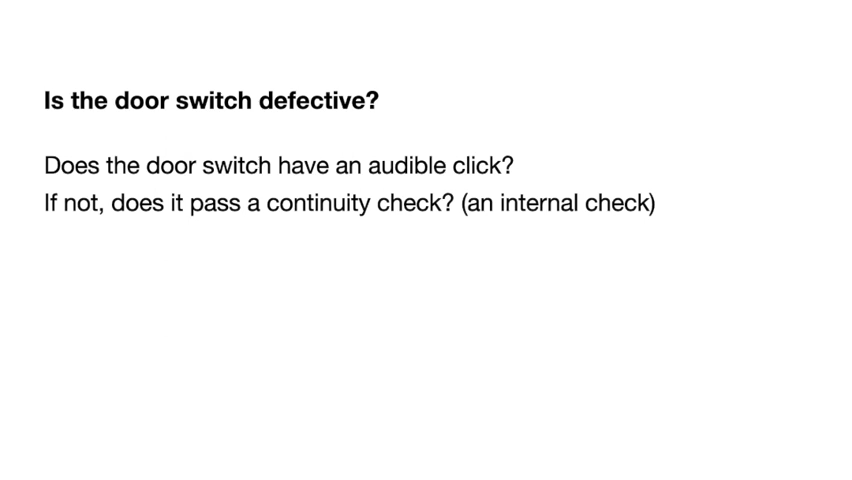 Is the door switch defective?
Does the door switch have an audible click?
If not, does it pass a continuity check? (an internal check)